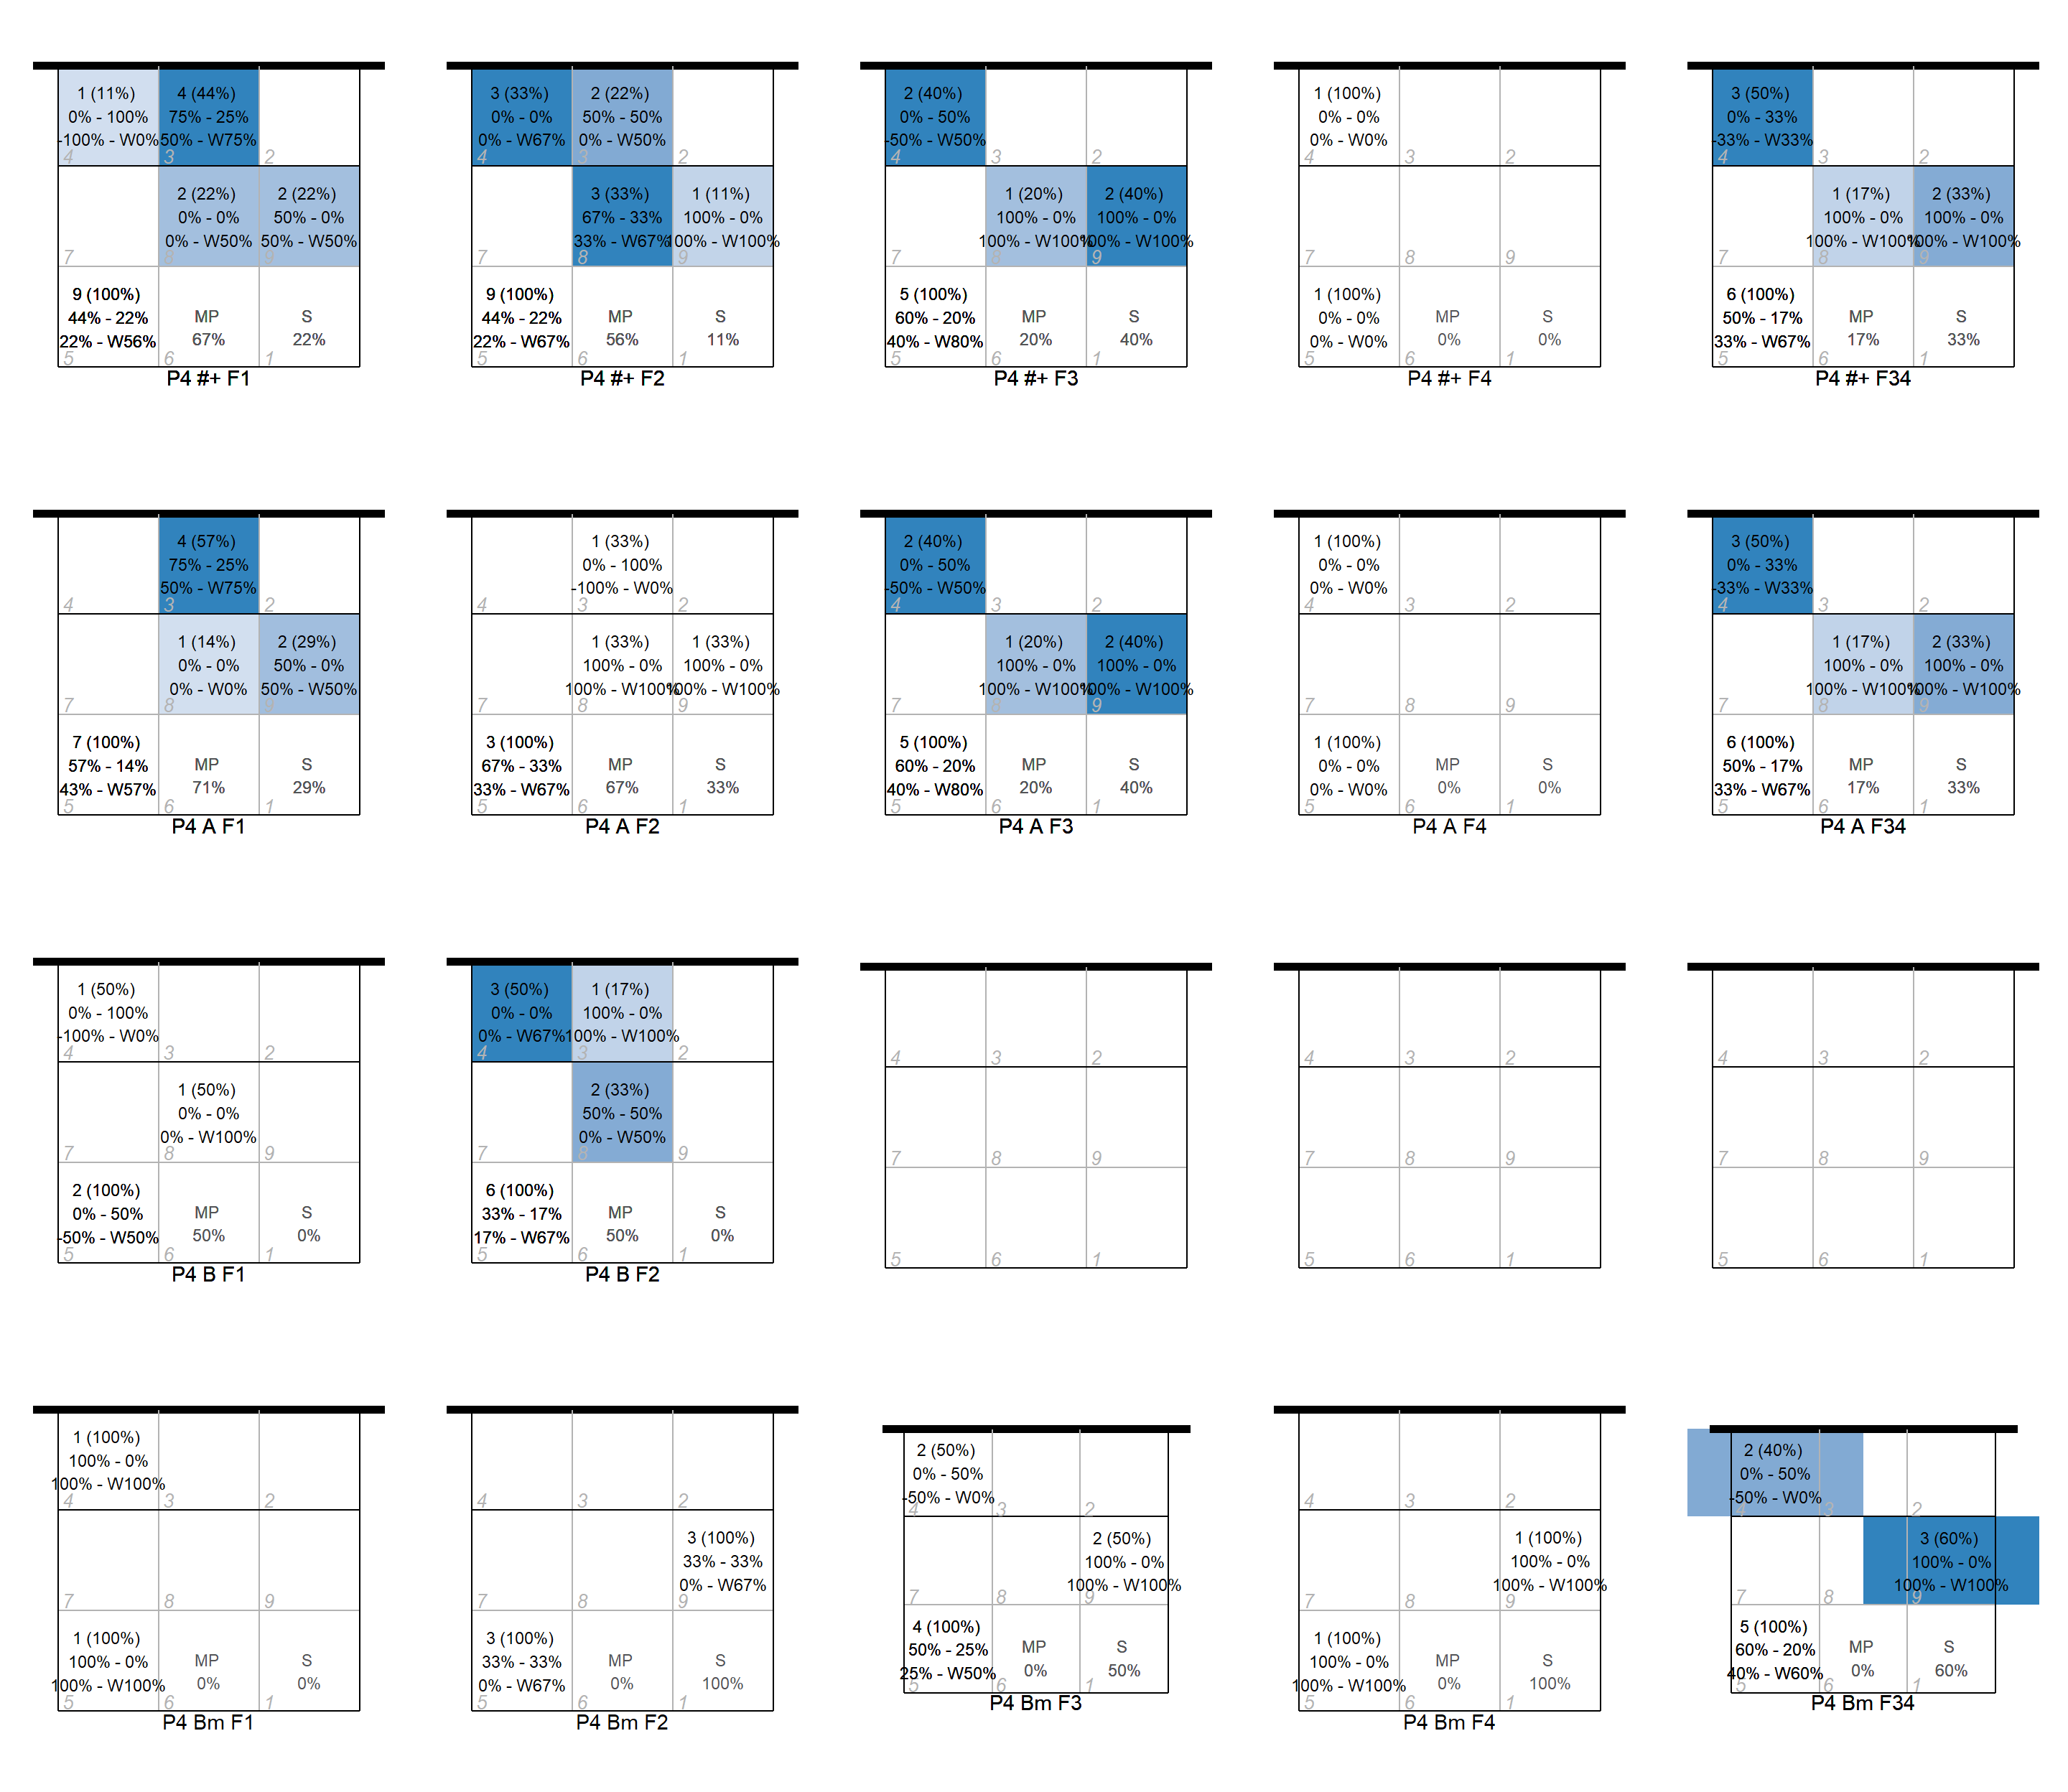 1 (11%)
0% - 100%
-100% - W0%
4
4 (44%)
75% - 25%
50% - W75%
3
2
7
2 (22%)
0% - 0%
0% - W50%
8
2 (22%)
50% - 0%
50% - W50%
9
9 (100%)
44% - 22%
22% - W56%
5
MP
67%
6
S
22%
1
P4 #+ F1
3 (33%)
0% - 0%
0% - W67%
4
2 (22%)
50% - 50%
0% - W50%
3
2
7
3 (33%)
67% - 33%
33% - W67%
8
1 (11%)
100% - 0%
100% - W100%
9
9 (100%)
44% - 22%
22% - W67%
5
MP
56%
6
S
11%
1
P4 #+ F2
2 (40%)
0% - 50%
-50% - W50%
4
3
2
7
1 (20%)
100% - 0%
100% - W100%
8
2 (40%)
100% - 0%
100% - W100%
9
5 (100%)
60% - 20%
40% - W80%
5
MP
20%
6
S
40%
1
P4 #+ F3
1 (100%)
0% - 0%
0% - W0%
4
3
2
7
8
9
1 (100%)
0% - 0%
0% - W0%
5
MP
0%
6
S
0%
1
P4 #+ F4
3 (50%)
0% - 33%
-33% - W33%
4
3
2
7
1 (17%)
100% - 0%
100% - W100%
8
2 (33%)
100% - 0%
100% - W100%
9
6 (100%)
50% - 17%
33% - W67%
5
MP
17%
6
S
33%
1
P4 #+ F34
4
4 (57%)
75% - 25%
50% - W75%
3
2
7
1 (14%)
0% - 0%
0% - W0%
8
2 (29%)
50% - 0%
50% - W50%
9
7 (100%)
57% - 14%
43% - W57%
5
MP
71%
6
S
29%
1
P4 A F1
4
1 (33%)
0% - 100%
-100% - W0%
3
2
7
1 (33%)
100% - 0%
100% - W100%
8
1 (33%)
100% - 0%
100% - W100%
9
3 (100%)
67% - 33%
33% - W67%
5
MP
67%
6
S
33%
1
P4 A F2
2 (40%)
0% - 50%
-50% - W50%
4
3
2
7
1 (20%)
100% - 0%
100% - W100%
8
2 (40%)
100% - 0%
100% - W100%
9
5 (100%)
60% - 20%
40% - W80%
5
MP
20%
6
S
40%
1
P4 A F3
1 (100%)
0% - 0%
0% - W0%
4
3
2
7
8
9
1 (100%)
0% - 0%
0% - W0%
5
MP
0%
6
S
0%
1
P4 A F4
3 (50%)
0% - 33%
-33% - W33%
4
3
2
7
1 (17%)
100% - 0%
100% - W100%
8
2 (33%)
100% - 0%
100% - W100%
9
6 (100%)
50% - 17%
33% - W67%
5
MP
17%
6
S
33%
1
P4 A F34
1 (50%)
0% - 100%
-100% - W0%
4
3
2
7
1 (50%)
0% - 0%
0% - W100%
8
9
2 (100%)
0% - 50%
-50% - W50%
5
MP
50%
6
S
0%
1
P4 B F1
3 (50%)
0% - 0%
0% - W67%
4
1 (17%)
100% - 0%
100% - W100%
3
2
7
2 (33%)
50% - 50%
0% - W50%
8
9
6 (100%)
33% - 17%
17% - W67%
5
MP
50%
6
S
0%
1
P4 B F2
4
3
2
7
8
9
5
6
1
4
3
2
7
8
9
5
6
1
4
3
2
7
8
9
5
6
1
1 (100%)
100% - 0%
100% - W100%
4
3
2
7
8
9
1 (100%)
100% - 0%
100% - W100%
5
MP
0%
6
S
0%
1
P4 Bm F1
4
3
2
7
8
3 (100%)
33% - 33%
0% - W67%
9
3 (100%)
33% - 33%
0% - W67%
5
MP
0%
6
S
100%
1
P4 Bm F2
2 (50%)
0% - 50%
-50% - W0%
4
3
2
7
8
2 (50%)
100% - 0%
100% - W100%
9
4 (100%)
50% - 25%
25% - W50%
5
MP
0%
6
S
50%
1
P4 Bm F3
4
3
2
7
8
1 (100%)
100% - 0%
100% - W100%
9
1 (100%)
100% - 0%
100% - W100%
5
MP
0%
6
S
100%
1
P4 Bm F4
2 (40%)
0% - 50%
-50% - W0%
4
3
2
7
8
3 (60%)
100% - 0%
100% - W100%
9
5 (100%)
60% - 20%
40% - W60%
5
MP
0%
6
S
60%
1
P4 Bm F34